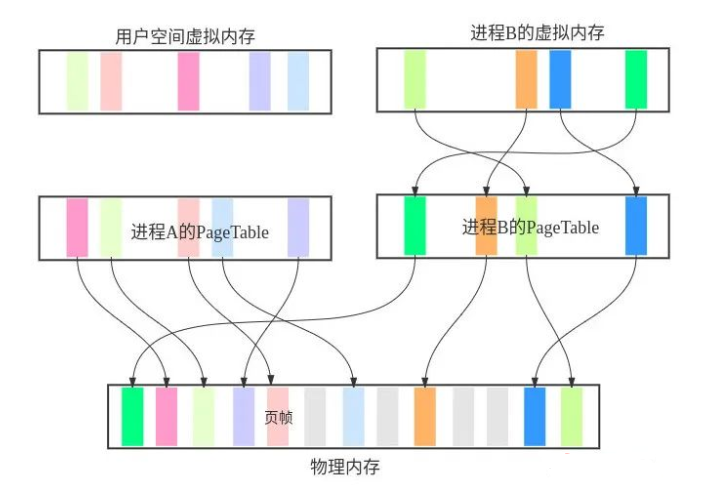 用户空间虚拟内存
进程B的虚拟内存
进程A的PageTable
进程B的PageTable
页帧
物理内存